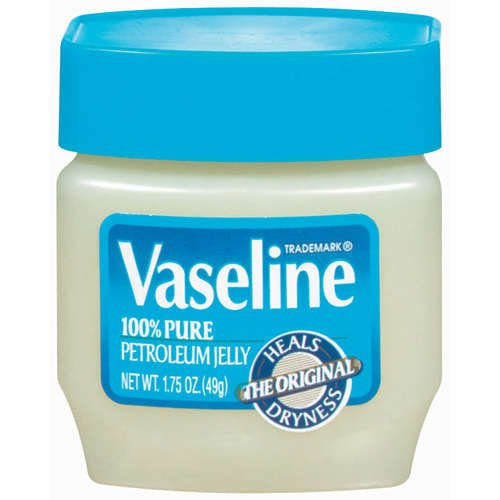 TRADEMARK®
Vaseline
100% PURE
PETROLEUM JELLY
NET WT. 1.75 OZ. (49g)
HEALS
THE ORIGINAL
DRYNESS